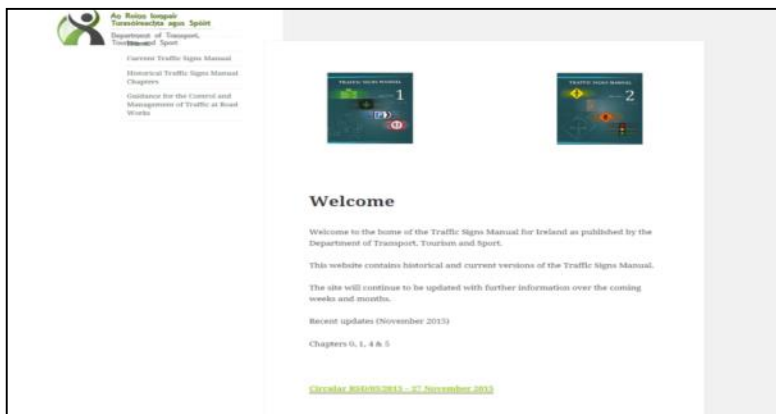 An Roinn Iompair
Turasóireachta agus Spóirt
Department of Transport,
Tourism and Sport
Current Traffic Signs Manual
Historical Traffic Signs Manual
Chapters
Guidance for the Control and
Management of Traffic at Road
Works
TRAFFIC SIGNS MANUAL
1
TRAFFIC SIGNS MANUAL
2
Welcome
Welcome to the home of the Traffic Signs Manual for Ireland as published by the
Department of Transport, Tourism and Sport.
This website contains historical and current versions of the Traffic Signs Manual.
The site will continue to be updated with further information over the coming
weeks and months.
Recent updates (November 2015)
Chapters 0, 1, 4 & 5
Circular – 27 November 2015